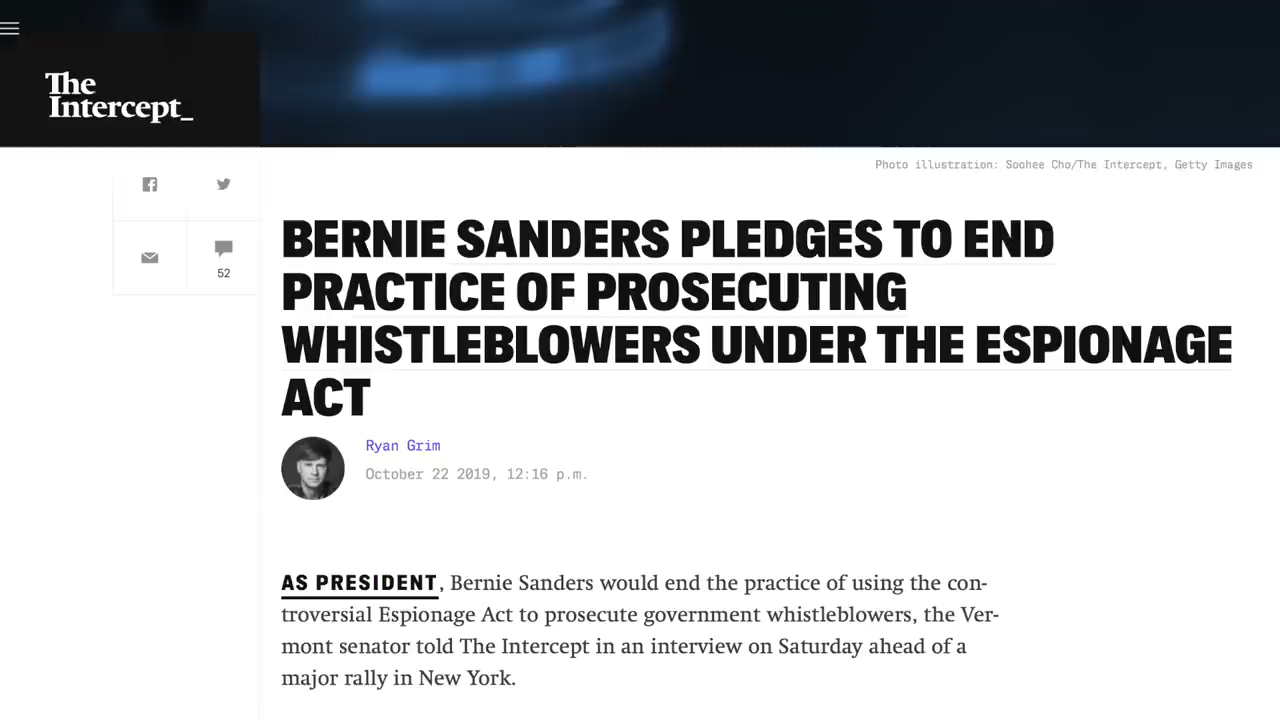 The
Intercept_
Photo illustration: Soohee Cho/The Intercept, Getty Images
52
BERNIE SANDERS PLEDGES TO END
PRACTICE OF PROSECUTING
WHISTLEBLOWERS UNDER THE ESPIONAGE
ACT
Ryan Grim
October 22 2019, 12:16 p.m.
AS PRESIDENT, Bernie Sanders would end the practice of using the con-
troversial Espionage Act to prosecute government whistleblowers, the Ver-
mont senator told The Intercept in an interview on Saturday ahead of a
major rally in New York.